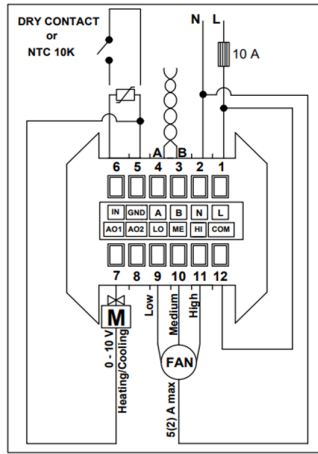 DRY CONTACT
or
NTC 10K
N L
10 A
A B
6 5 4 3 2 1
IN GND A B N L
AO1 AO2 LO ME HI COM
7 8 9 10 11 12
M
0 - 10 V
Heating/Cooling
Low
Medium
High
FAN
5(2) A max